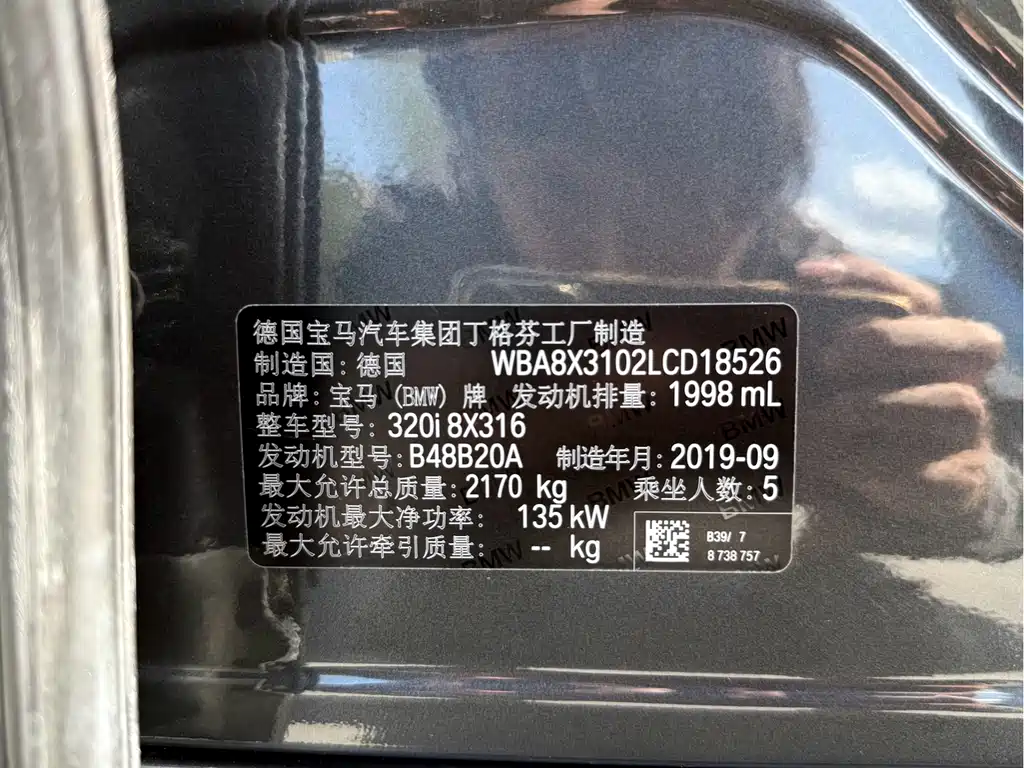 德国宝马汽车集团丁格芬工厂制造
制造国: 德国 WBA8X3102LCD18526
品牌: 宝马 (BMW) 牌 发动机排量: 1998 mL
整车型号: 320i 8X316
发动机型号: B48B20A 制造年月: 2019-09
最大允许总质量: 2170 kg 乘坐人数: 5
发动机最大净功率: 135 kW
最大允许牵引质量: -- kg
B39/ 7
8 738 757